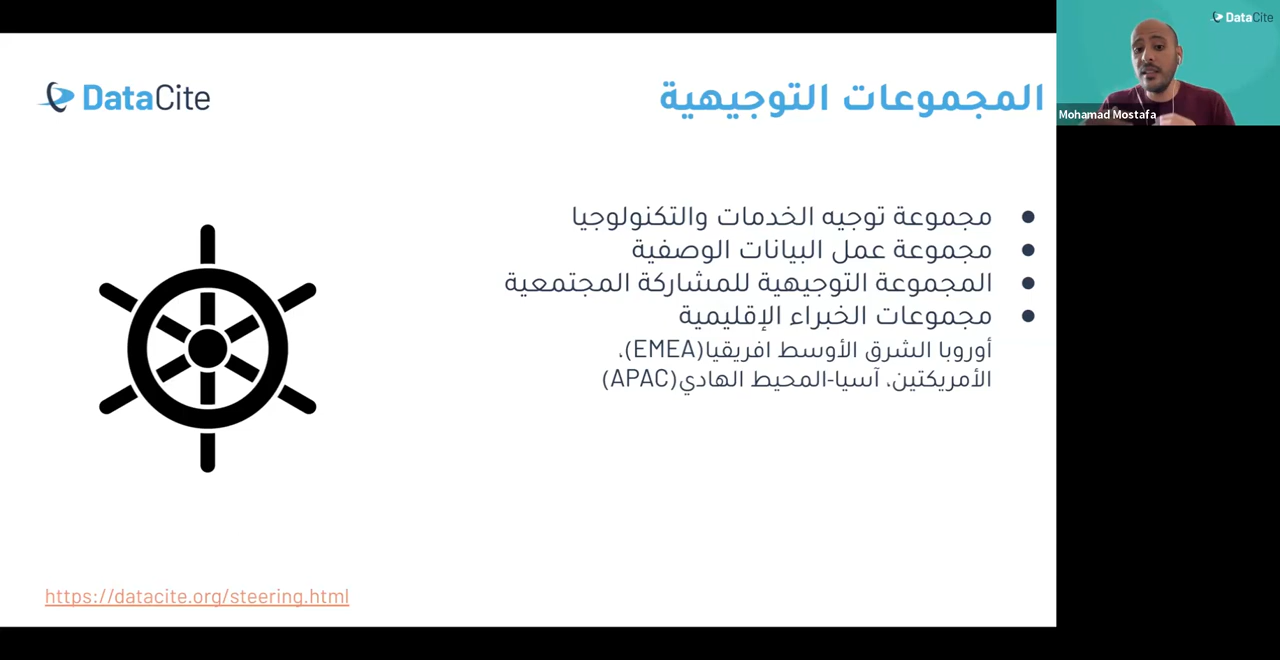 DataCite
المجموعات التوجيهية
● مجموعة توجيه الخدمات والتكنولوجيا
● مجموعة عمل البيانات الوصفية
● المجموعة التوجيهية للمشاركة المجتمعية
● مجموعات الخبراء الإقليمية
أوروبا الشرق الأوسط افريقيا(EMEA)،
الأمريكتين، آسيا-المحيط الهادي(APAC)
https://datacite.org/steering.html
DataCite
Mohamad Mostafa